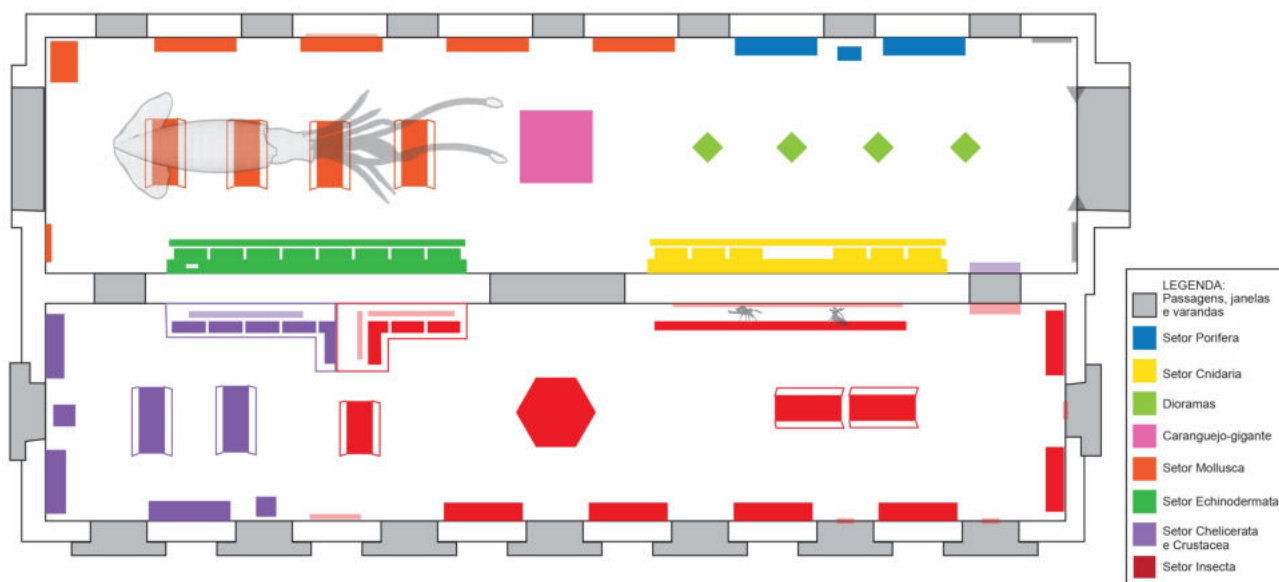 LEGENDA:
Passagens, janelas
e varandas
Setor Porifera
Setor Cnidaria
Dioramas
Caranguejo-gigante
Setor Mollusca
Setor Echinodermata
Setor Chelicerata
e Crustacea
Setor Insecta